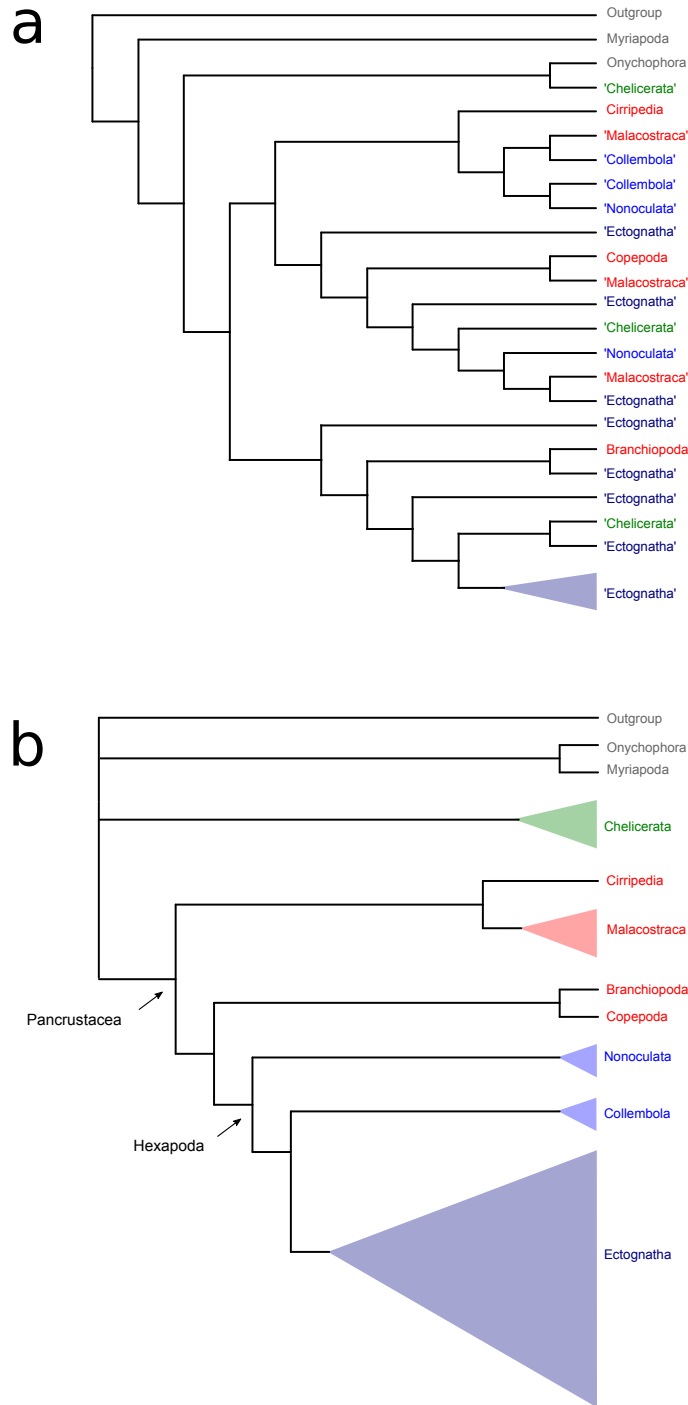 a
Outgroup
Myriapoda
Onychophora
'Chelicerata'
Cirripedia
'Malacostraca'
'Collembola'
'Collembola'
'Nonoculata'
'Ectognatha'
Copepoda
'Malacostraca'
'Ectognatha'
'Chelicerata'
'Nonoculata'
'Malacostraca'
'Ectognatha'
'Ectognatha'
Branchiopoda
'Ectognatha'
'Ectognatha'
'Chelicerata'
'Ectognatha'
'Ectognatha'
b
Outgroup
Onychophora
Myriapoda
Chelicerata
Cirripedia
Malacostraca
Pancrustacea
Branchiopoda
Copepoda
Nonoculata
Collembola
Hexapoda
Ectognatha